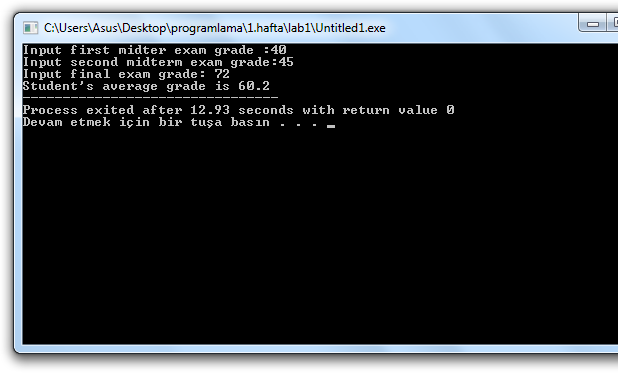 C:\Users\Asus\Desktop\programlama\1.hafta\lab1\Untitled1.exe
Input first midter exam grade :40
Input second midterm exam grade:45
Input final exam grade: 72
Student's average grade is 60.2
--------------------------------
Process exited after 12.93 seconds with return value 0
Devam etmek için bir tuşa basın . . . _